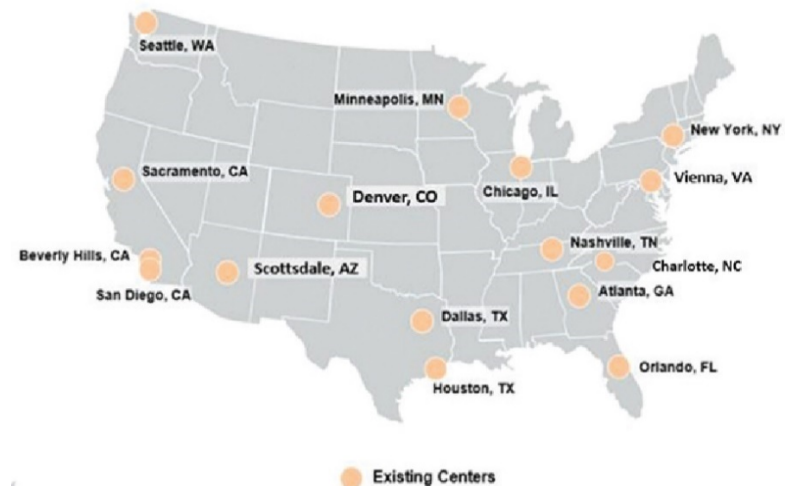 Seattle, WA
Minneapolis, MN
New York, NY
Sacramento, CA
Chicago, IL
Vienna, VA
Denver, CO
Beverly Hills, CA
Nashville, TN
Scottsdale, AZ
Charlotte, NC
San Diego, CA
Atlanta, GA
Dallas, TX
Orlando, FL
Houston, TX
Existing Centers